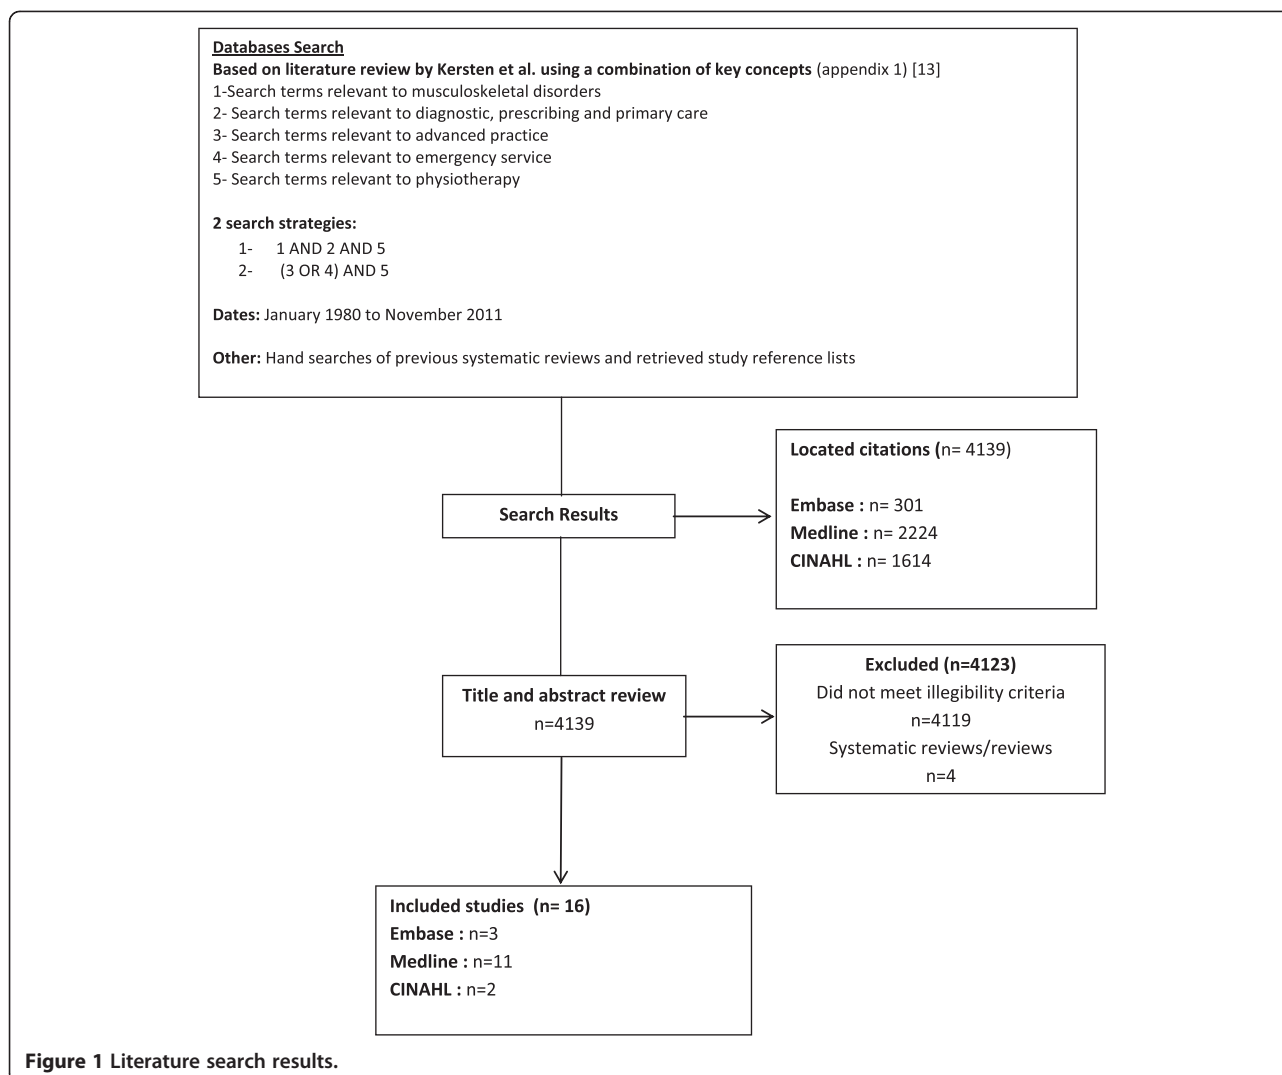 Databases Search
Based on literature review by Kersten et al. using a combination of key concepts (appendix 1) [13]
1-Search terms relevant to musculoskeletal disorders
2- Search terms relevant to diagnostic, prescribing and primary care
3- Search terms relevant to advanced practice
4- Search terms relevant to emergency service
5- Search terms relevant to physiotherapy
2 search strategies:
1- 1 AND 2 AND 5
2- (3 OR 4) AND 5
Dates: January 1980 to November 2011
Other: Hand searches of previous systematic reviews and retrieved study reference lists
Search Results
Located citations (n= 4139)
Embase : n= 301
Medline : n= 2224
CINAHL : n= 1614
Title and abstract review
n=4139
Excluded (n=4123)
Did not meet illegibility criteria
n=4119
Systematic reviews/reviews
n=4
Included studies (n= 16)
Embase : n=3
Medline : n=11
CINAHL : n=2
Figure 1 Literature search results.